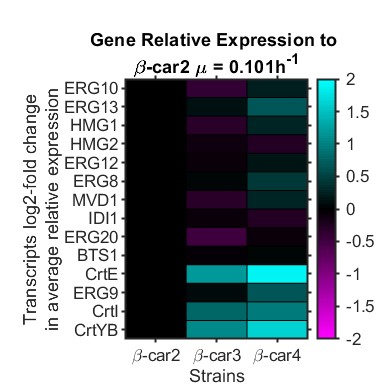 Gene Relative Expression to
β-car2 μ = 0.101h⁻¹
Transcripts log2-fold change
in average relative expression
ERG10
ERG13
HMG1
HMG2
ERG12
ERG8
MVD1
IDI1
ERG20
BTS1
CrtE
ERG9
CrtI
CrtYB
β-car2 β-car3 β-car4
Strains
2
1.5
1
0.5
0
-0.5
-1
-1.5
-2